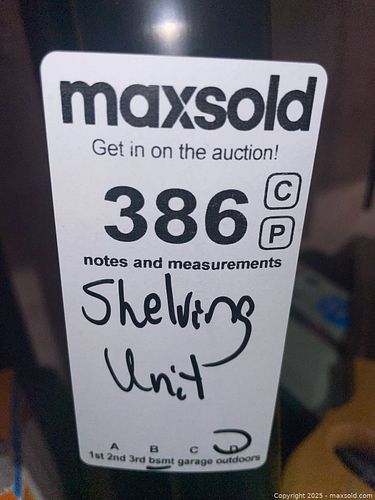 maxsold
Get in on the auction!
386 C
P
notes and measurements
Shelving
Unit
A B C D
1st 2nd 3rd bsmt garage outdoors
Copyright 2025 - maxsold.com